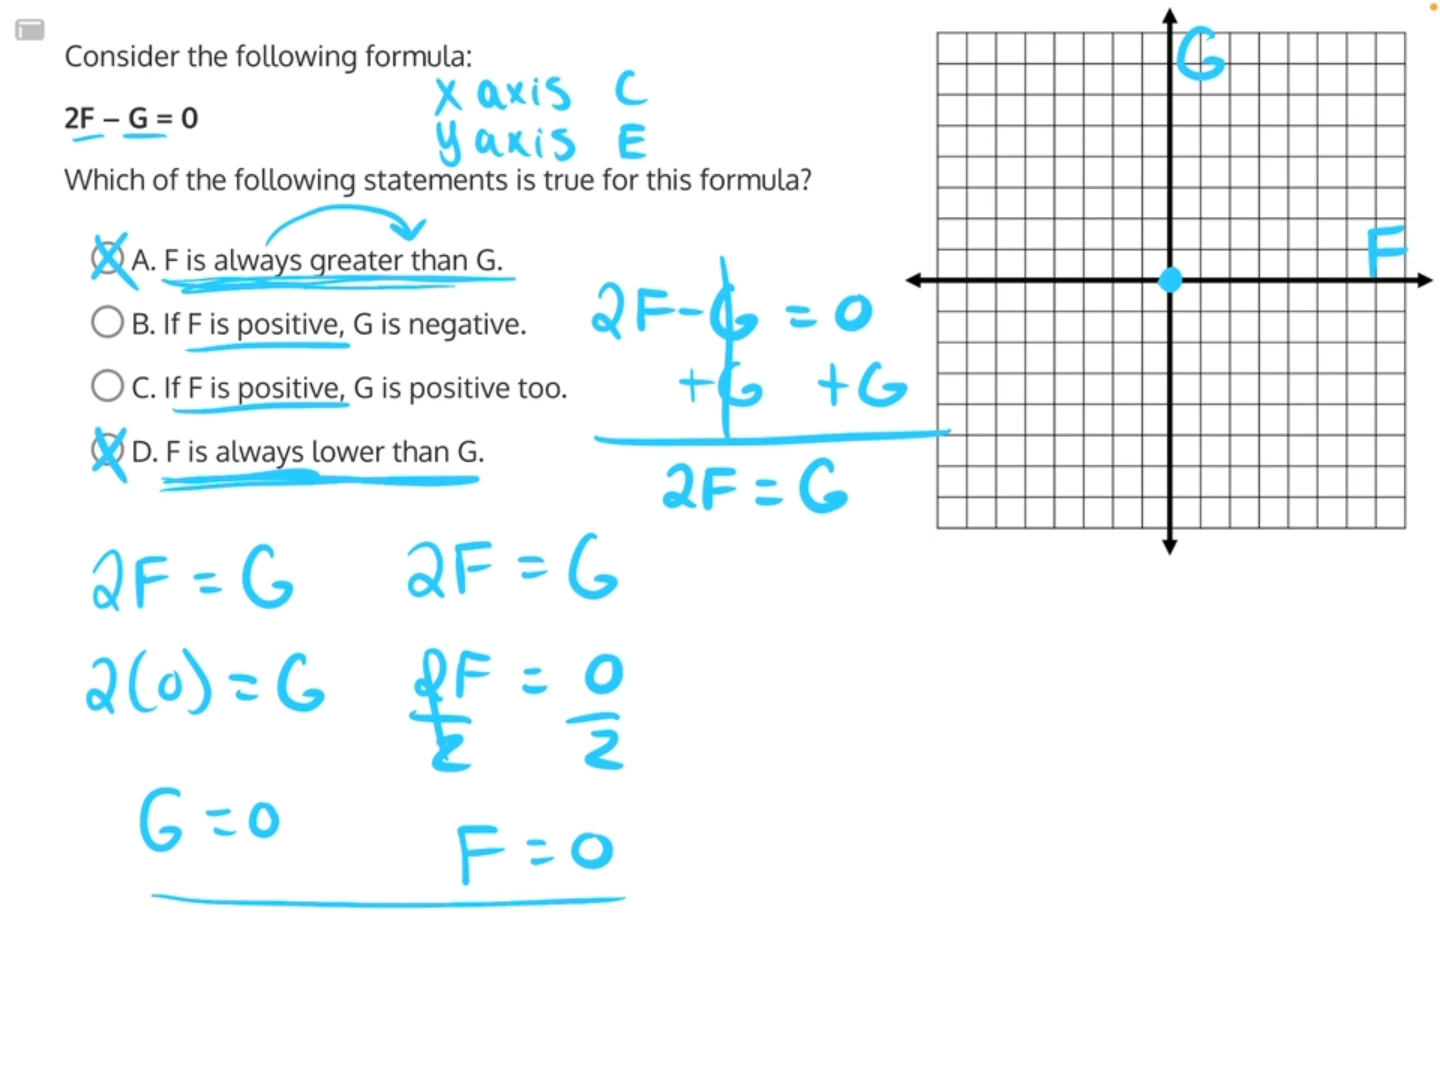 Consider the following formula:
x axis C
2F – G = 0
y axis E
Which of the following statements is true for this formula?
A. F is always greater than G.
B. If F is positive, G is negative.
C. If F is positive, G is positive too.
D. F is always lower than G.
2F - G = 0
+G +G
2F = G
2F = G
2(0) = G
G = 0
2F = G
2F = 0
2 2
F = 0
G
F